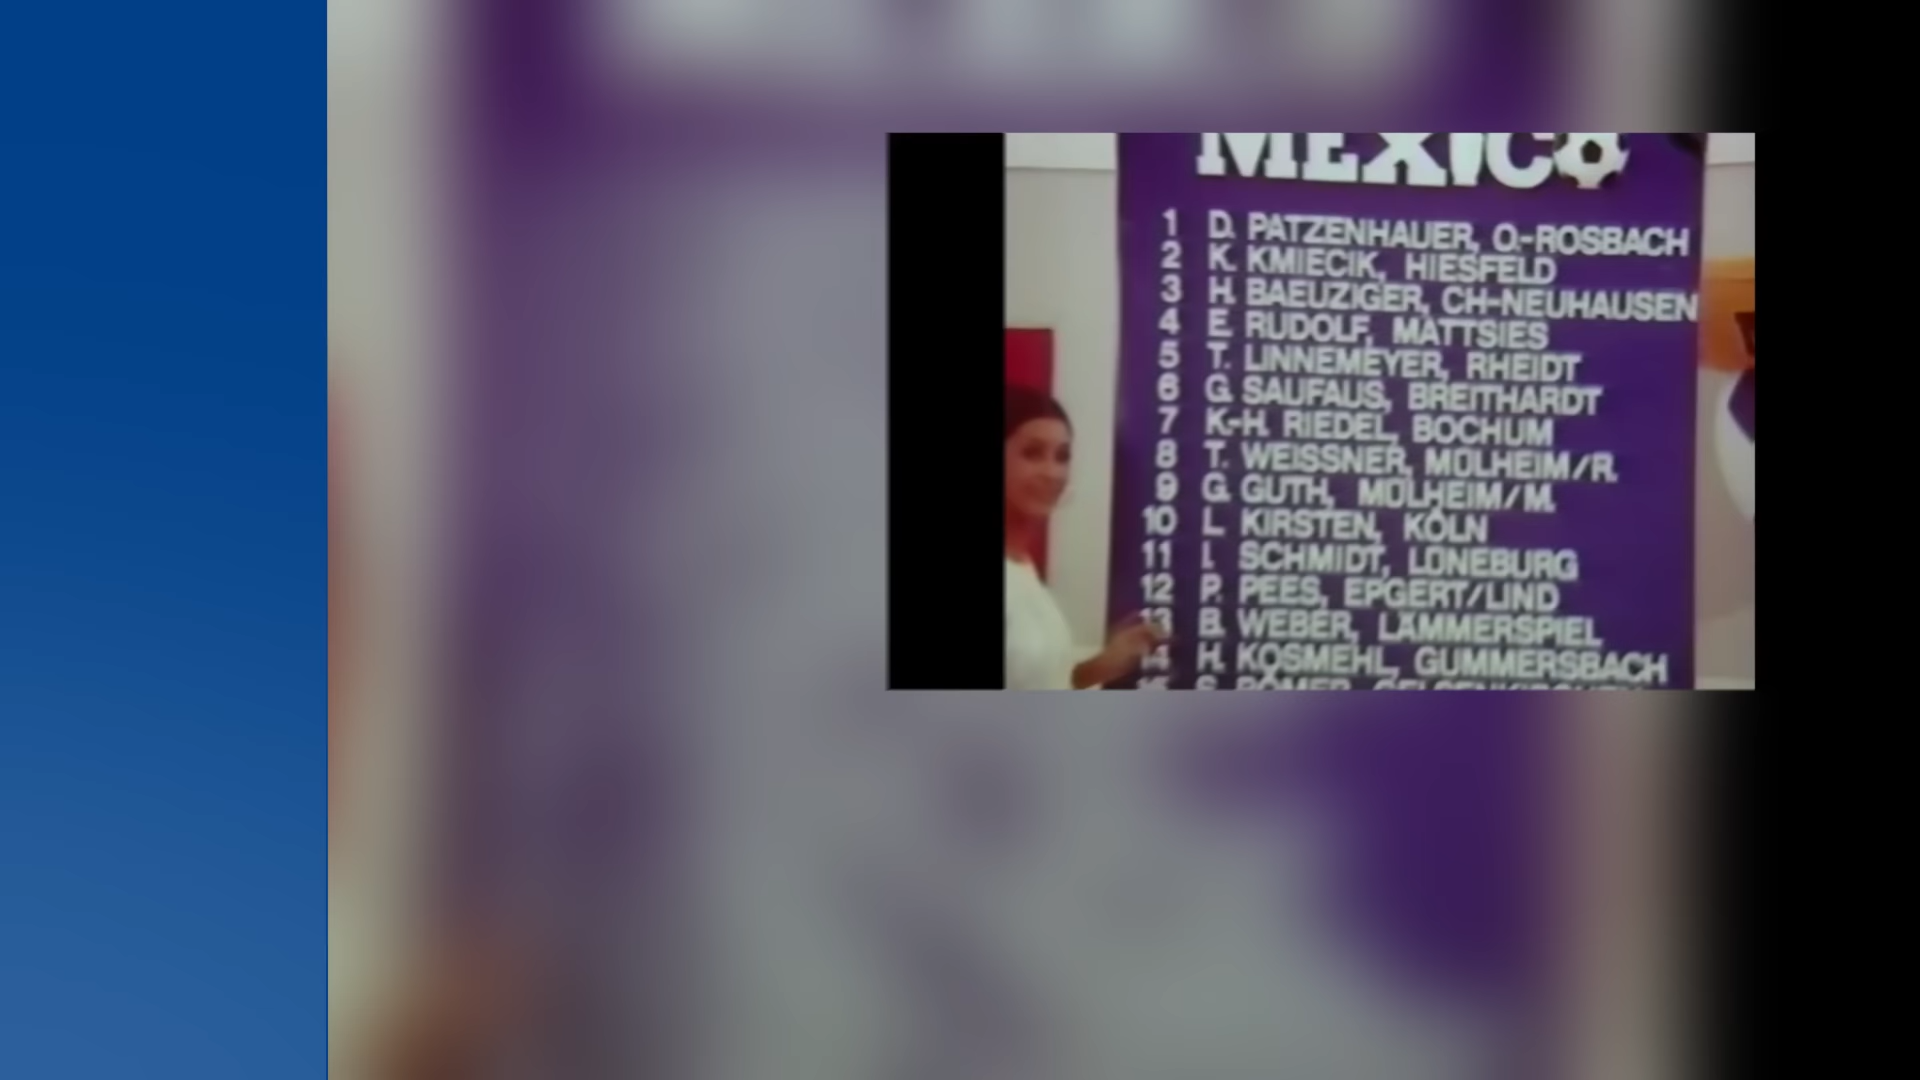 MEXICO
1 D. PATZENHAUER, O.-ROSBACH
2 K. KMIECIK, HIESFELD
3 H. BAEUZIGER, CH-NEUHAUSEN
4 E. RUDOLF, MATTSIES
5 T. LINNEMEYER, RHEIDT
6 G. SAUFAUS, BREITHARDT
7 K.-H. RIEDEL, BOCHUM
8 T. WEISSNER, MÜLHEIM/R.
9 G. GUTH, MÜLHEIM/M.
10 L. KIRSTEN, KÖLN
11 I. SCHMIDT, LÜNEBURG
12 P. PEES, EPGERT/LIND
13 B. WEBER, LÄMMERSPIEL
14 H. KOSMEHL, GUMMERSBACH
S. RÖMER,